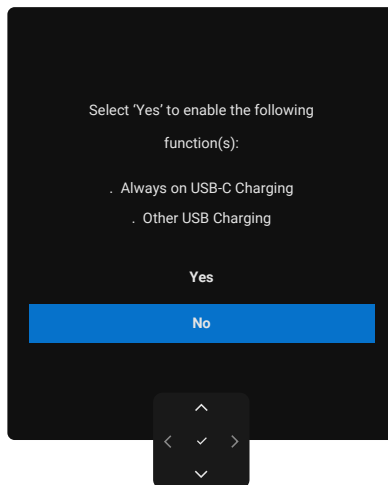 Select ‘Yes’ to enable the following
function(s):
. Always on USB-C Charging
. Other USB Charging
Yes
No